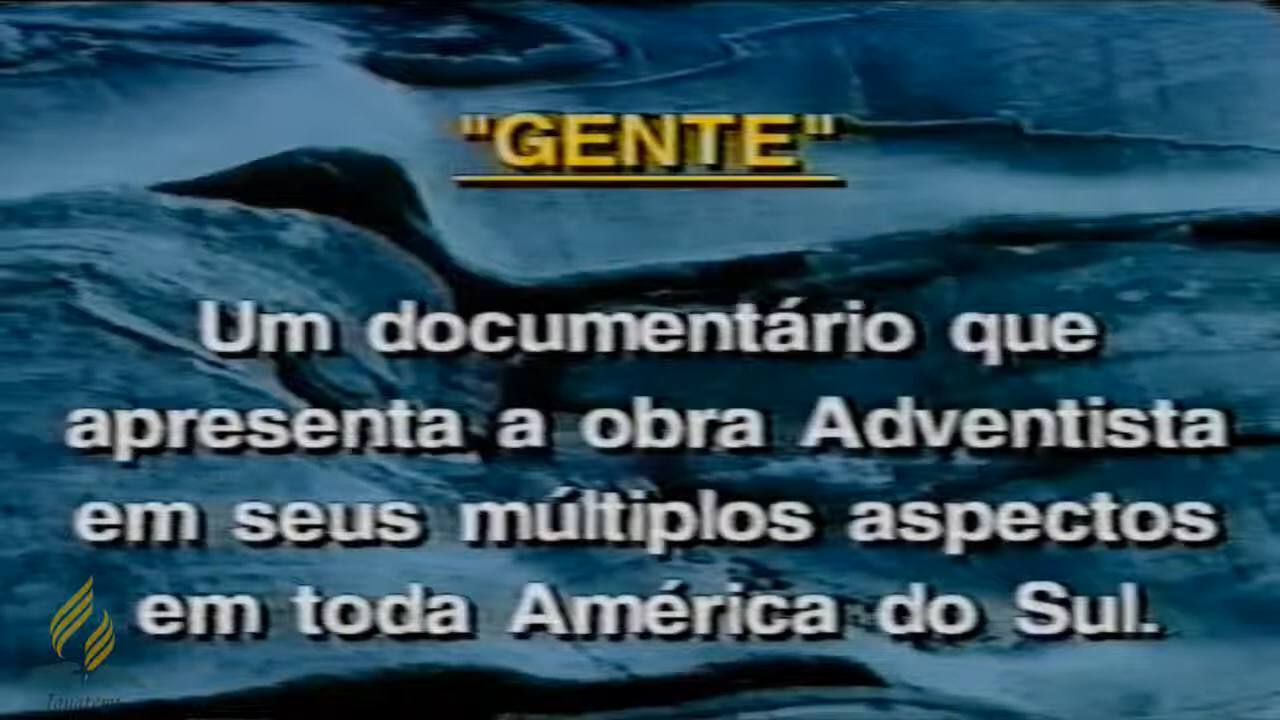 "GENTE"
Um documentário que
apresenta a obra Adventista
em seus múltiplos aspectos
em toda América do Sul.